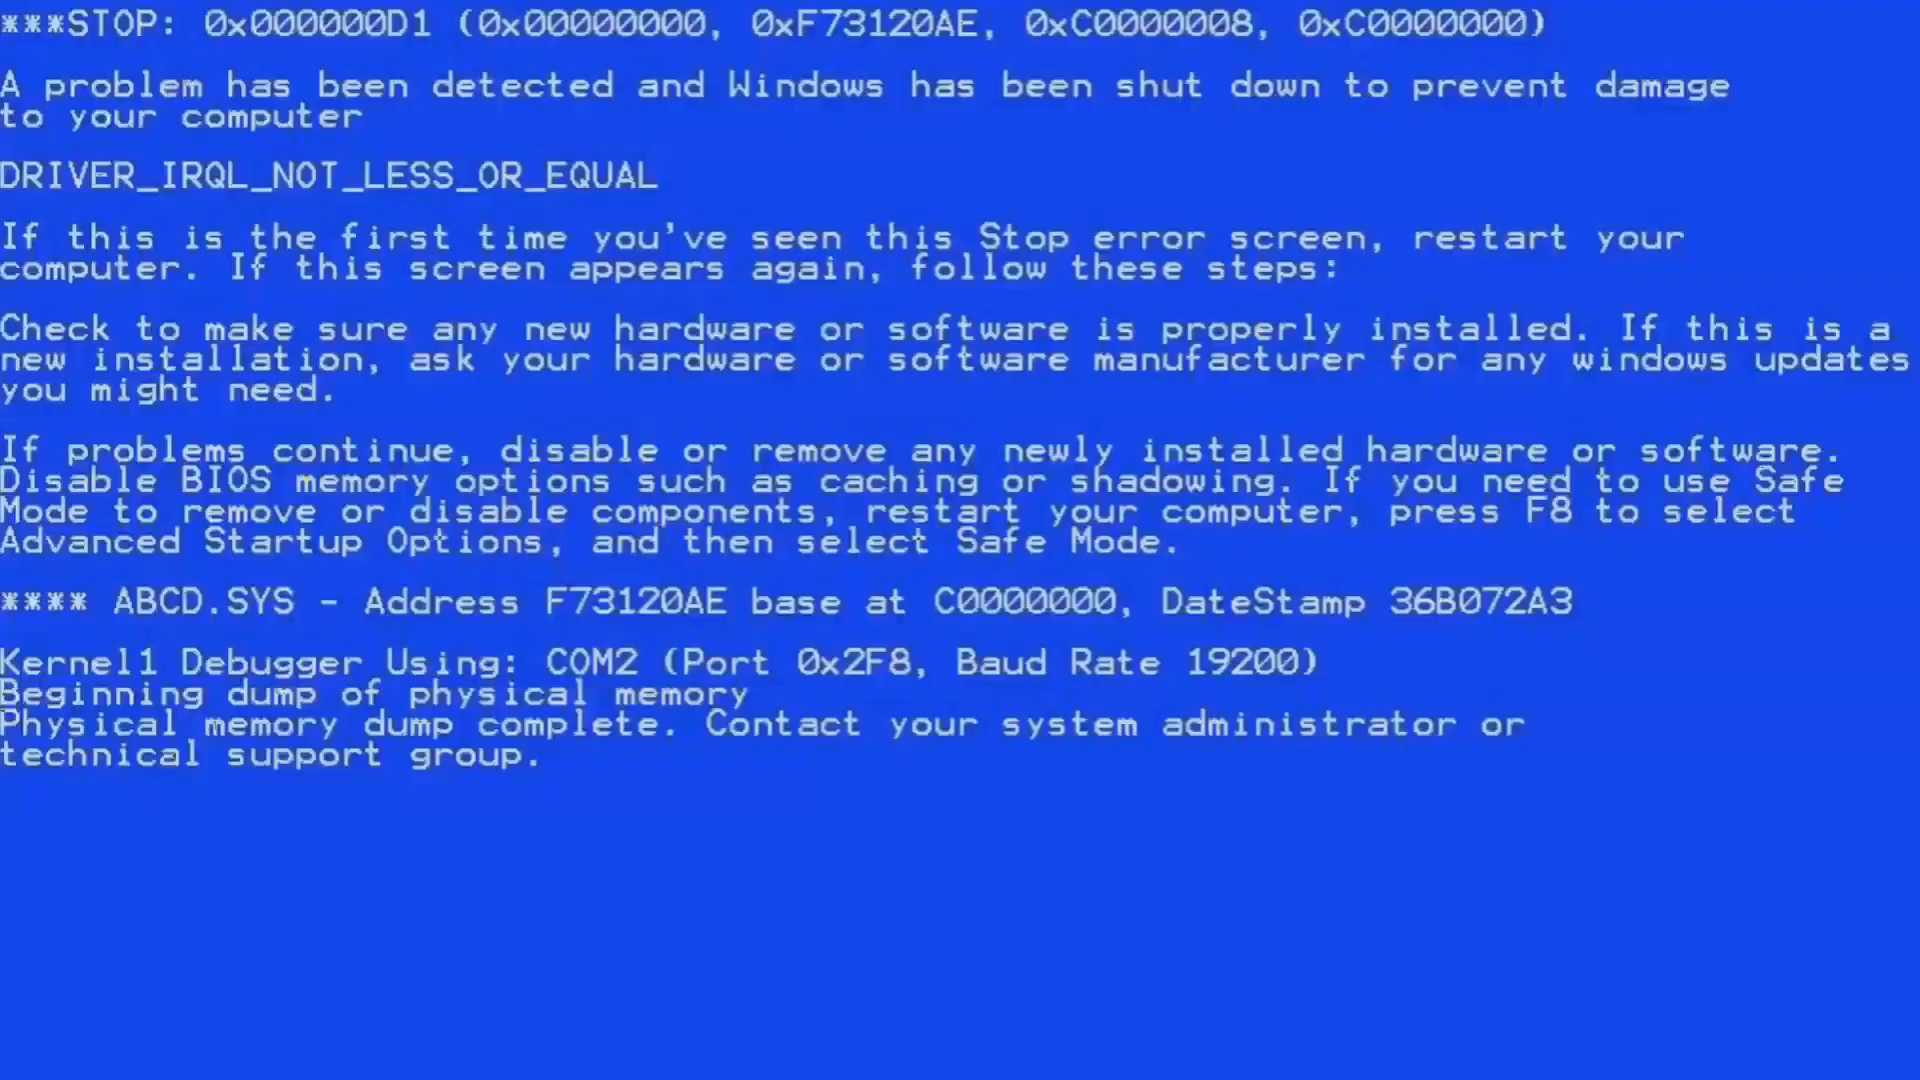 ***STOP: 0x000000D1 (0x00000000, 0xF73120AE, 0xC0000008, 0xC0000000)
A problem has been detected and Windows has been shut down to prevent damage
to your computer
DRIVER_IRQL_NOT_LESS_OR_EQUAL
If this is the first time you've seen this Stop error screen, restart your
computer. If this screen appears again, follow these steps:
Check to make sure any new hardware or software is properly installed. If this is a
new installation, ask your hardware or software manufacturer for any windows updates
you might need.
If problems continue, disable or remove any newly installed hardware or software.
Disable BIOS memory options such as caching or shadowing. If you need to use Safe
Mode to remove or disable components, restart your computer, press F8 to select
Advanced Startup Options, and then select Safe Mode.
**** ABCD.SYS - Address F73120AE base at C0000000, DateStamp 36B072A3
Kernel1 Debugger Using: COM2 (Port 0x2F8, Baud Rate 19200)
Beginning dump of physical memory
Physical memory dump complete. Contact your system administrator or
technical support group.